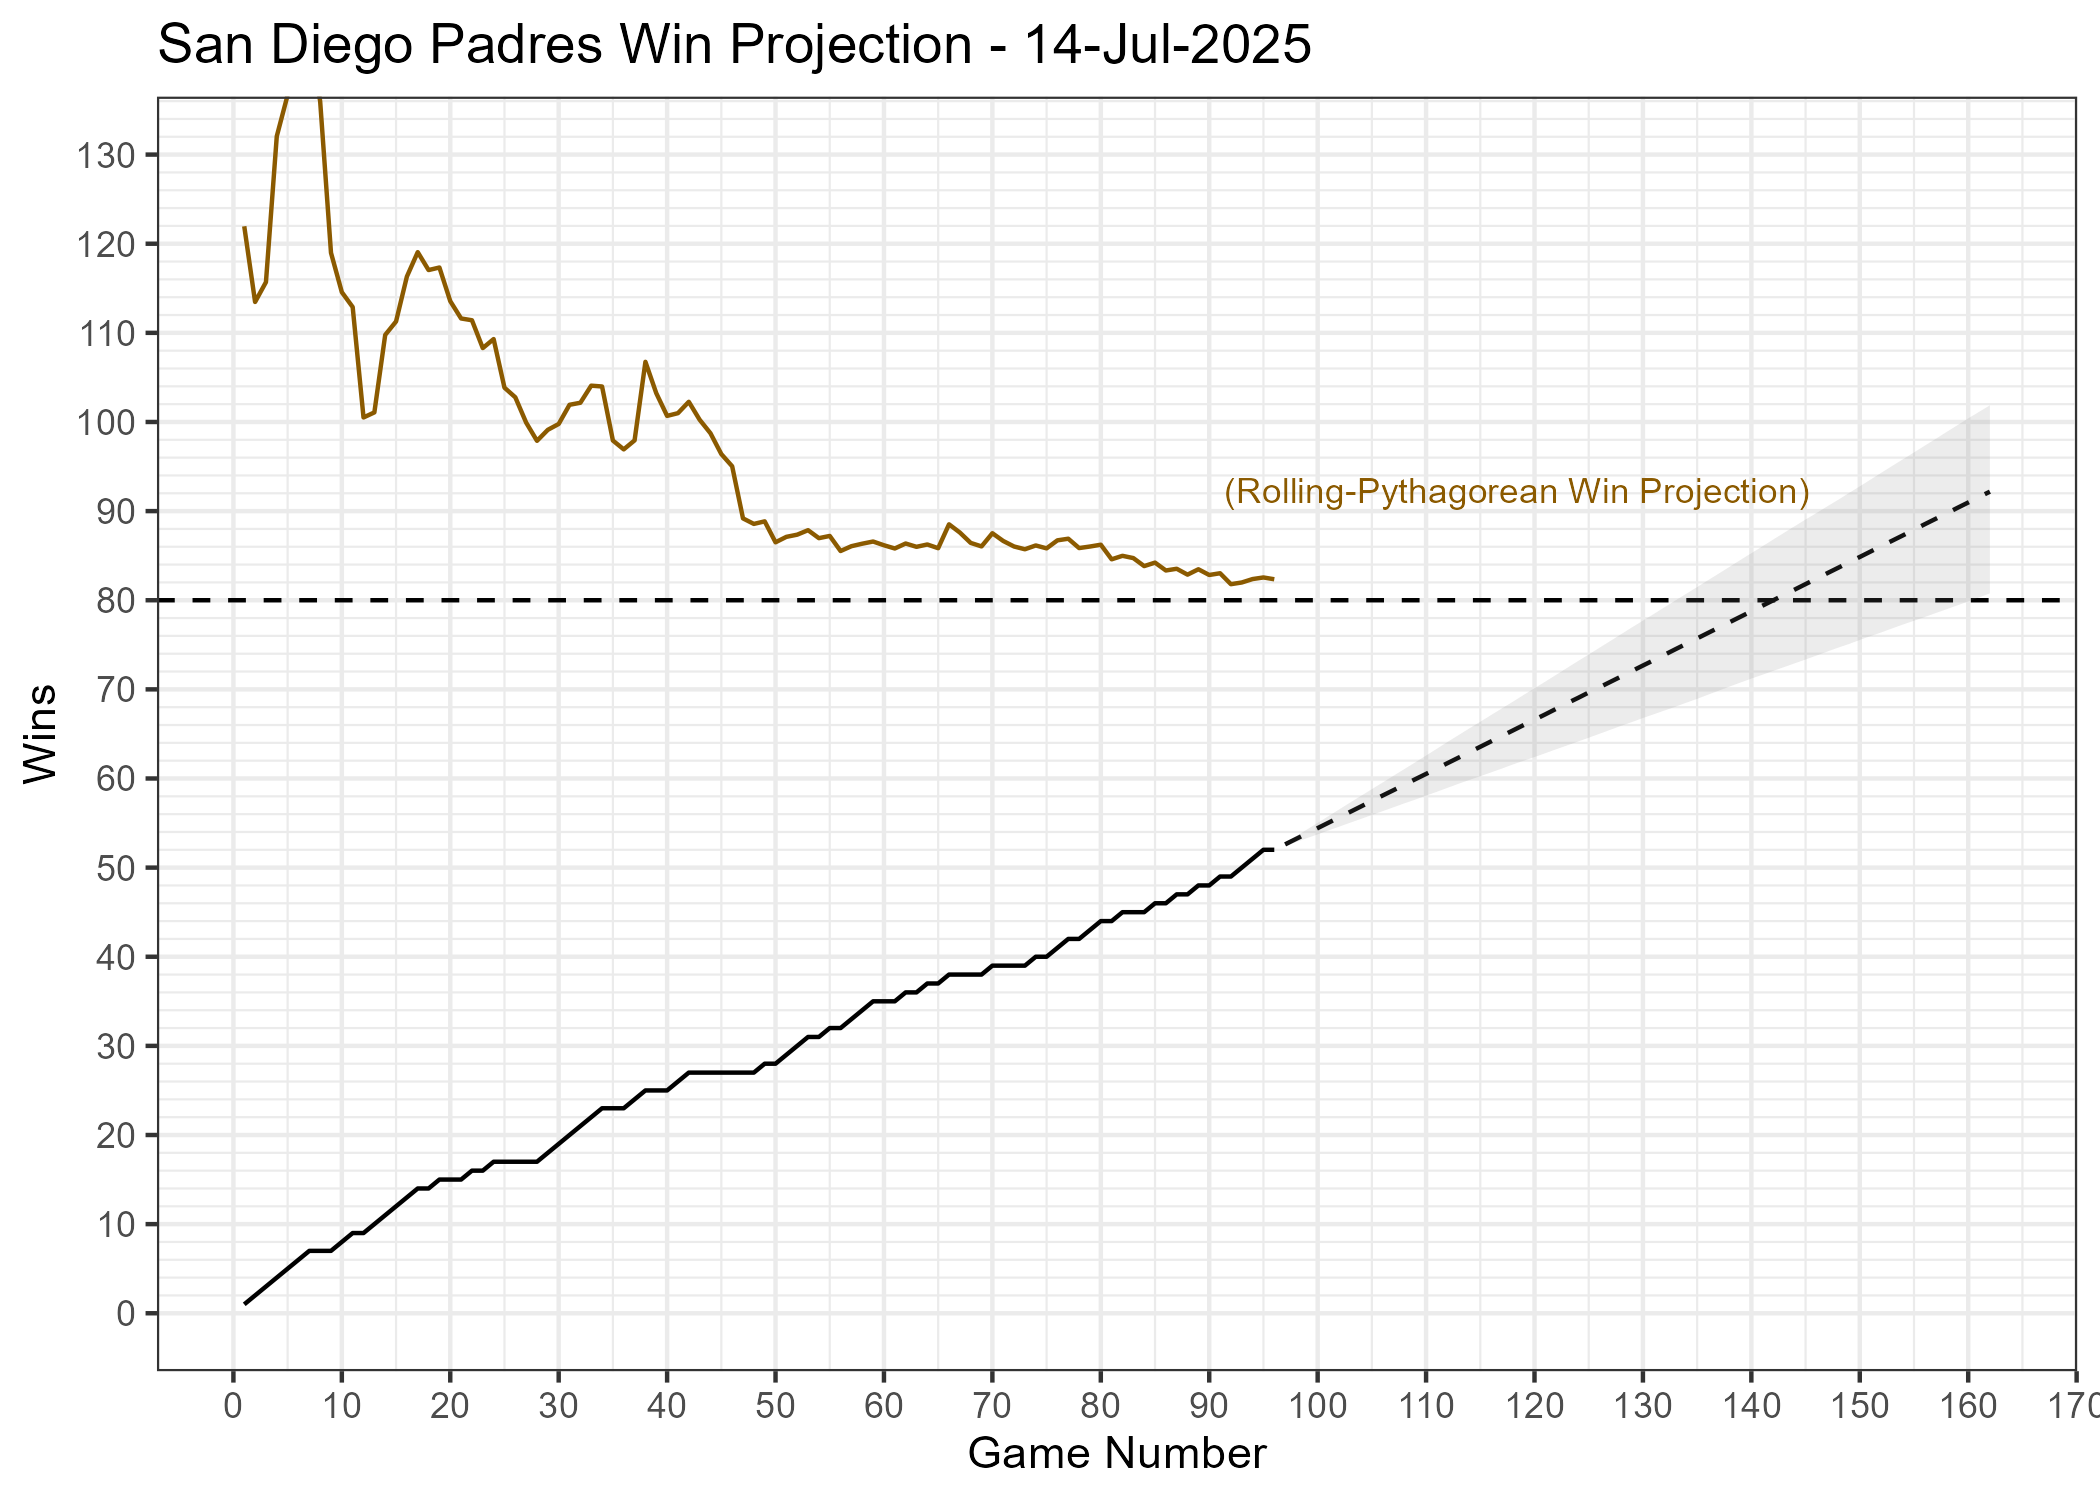 San Diego Padres Win Projection - 14-Jul-2025
130
120
110
100
90
80
70
60
50
40
30
20
10
0
Wins
(Rolling-Pythagorean Win Projection)
0 10 20 30 40 50 60 70 80 90 100 110 120 130 140 150 160 170
Game Number